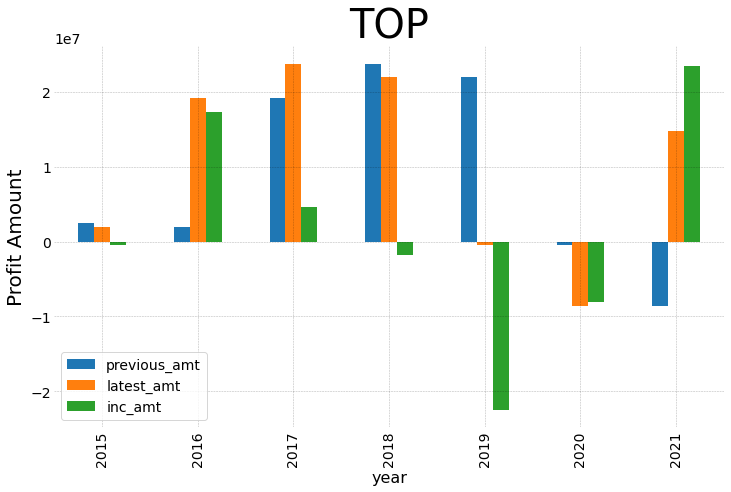 TOP
1e7
Profit Amount
2
1
0
−1
−2
previous_amt
latest_amt
inc_amt
2015
2016
2017
2018
2019
2020
2021
year